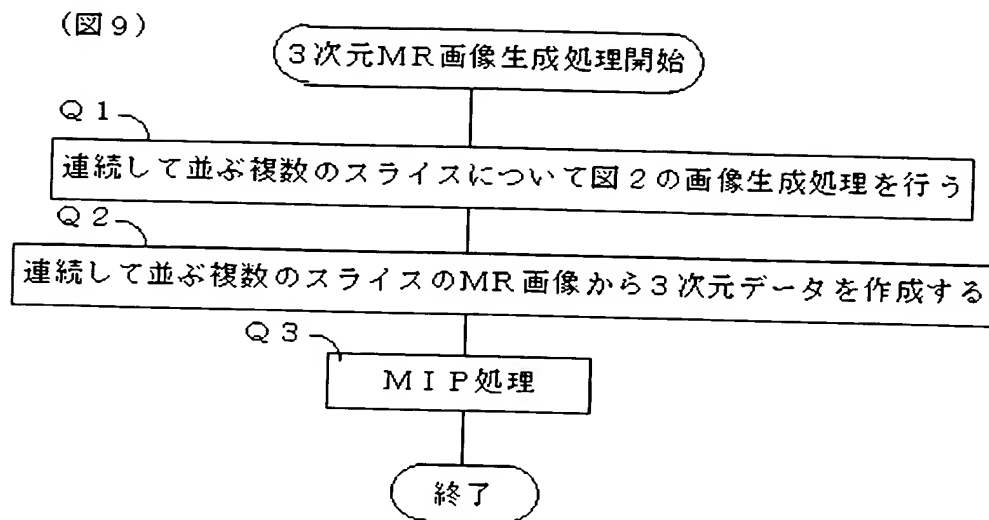 (図9)
3次元MR画像生成処理開始
Q1
連続して並ぶ複数のスライスについて図2の画像生成処理を行う
Q2
連続して並ぶ複数のスライスのMR画像から3次元データを作成する
Q3
MIP処理
終了